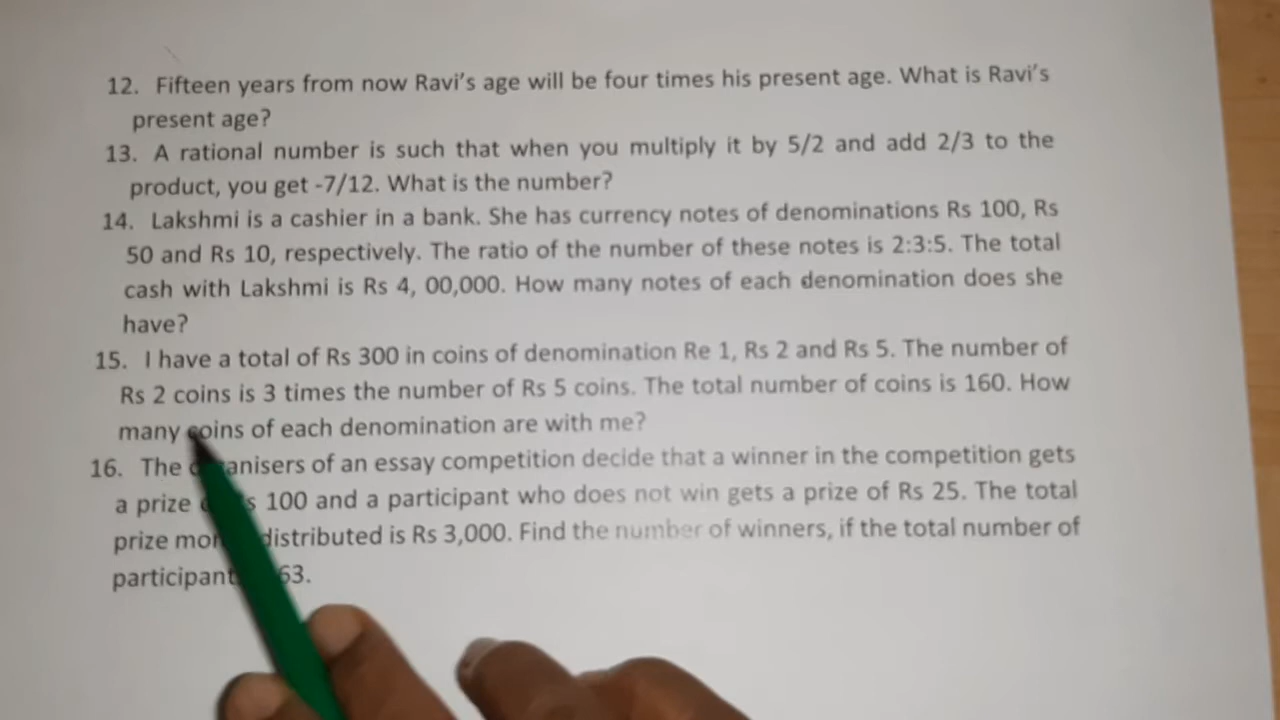 12. Fifteen years from now Ravi's age will be four times his present age. What is Ravi's
present age?
13. A rational number is such that when you multiply it by 5/2 and add 2/3 to the
product, you get -7/12. What is the number?
14. Lakshmi is a cashier in a bank. She has currency notes of denominations Rs 100, Rs
50 and Rs 10, respectively. The ratio of the number of these notes is 2:3:5. The total
cash with Lakshmi is Rs 4, 00,000. How many notes of each denomination does she
have?
15. I have a total of Rs 300 in coins of denomination Re 1, Rs 2 and Rs 5. The number of
Rs 2 coins is 3 times the number of Rs 5 coins. The total number of coins is 160. How
many coins of each denomination are with me?
16. The organisers of an essay competition decide that a winner in the competition gets
a prize 100 and a participant who does not win gets a prize of Rs 25. The total
prize distributed is Rs 3,000. Find the number of winners, if the total number of
participant 63.